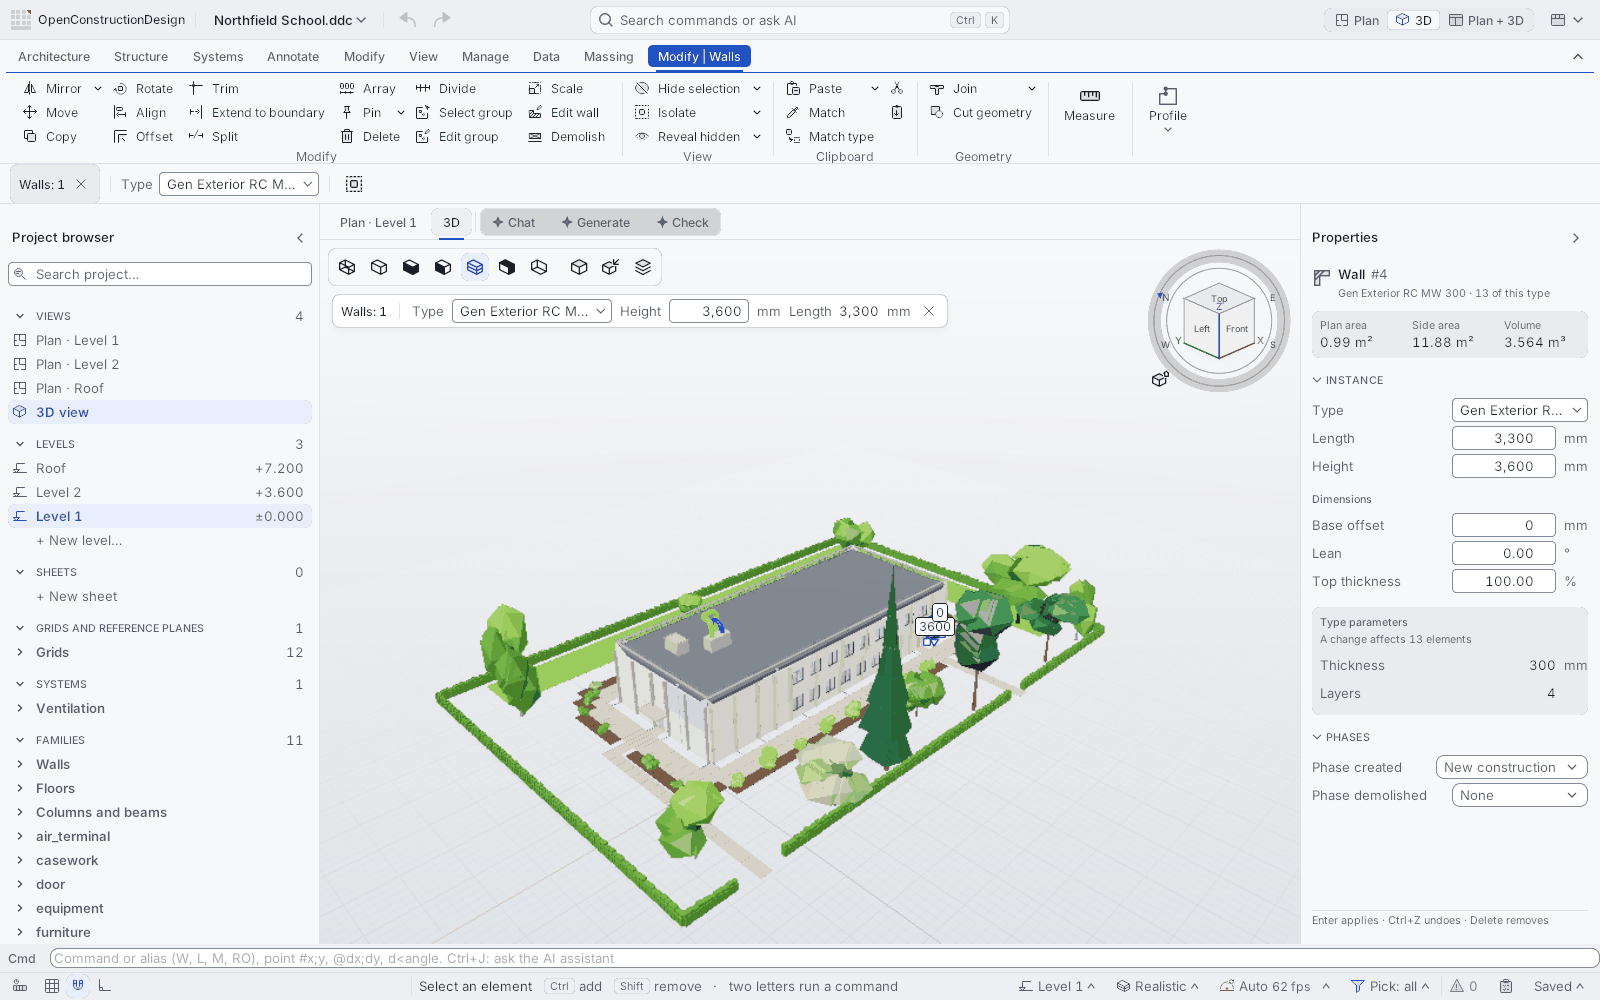 OpenConstructionDesign
Northfield School.ddc
Search commands or ask AI
Ctrl K
Plan
3D
Plan + 3D
Architecture
Structure
Systems
Annotate
Modify
View
Manage
Data
Massing
Modify | Walls
Mirror
Rotate
Trim
Array
Divide
Scale
Hide selection
Paste
Join
Move
Align
Extend to boundary
Pin
Select group
Edit wall
Isolate
Match
Cut geometry
Measure
Profile
Copy
Offset
Split
Delete
Edit group
Demolish
Reveal hidden
Match type
Modify
View
Clipboard
Geometry
Walls: 1
Type
Gen Exterior RC M...
Project browser
Search project...
VIEWS 4
Plan · Level 1
Plan · Level 2
Plan · Roof
3D view
LEVELS 3
Roof +7.200
Level 2 +3.600
Level 1 ±0.000
+ New level...
SHEETS 0
+ New sheet
GRIDS AND REFERENCE PLANES 1
Grids 12
SYSTEMS 1
Ventilation
FAMILIES 11
Walls
Floors
Columns and beams
air_terminal
casework
door
equipment
furniture
Plan · Level 1
3D
Chat
Generate
Check
Walls: 1
Type
Gen Exterior RC M...
Height
3,600
mm
Length
3,300
mm
Top
Left
Front
N
E
S
W
X
Y
Z
0
3600
Properties
Wall #4
Gen Exterior RC MW 300 · 13 of this type
Plan area
Side area
Volume
0.99 m²
11.88 m²
3.564 m³
INSTANCE
Type Gen Exterior R...
Length 3,300 mm
Height 3,600 mm
Dimensions
Base offset 0 mm
Lean 0.00 °
Top thickness 100.00 %
Type parameters
A change affects 13 elements
Thickness 300 mm
Layers 4
PHASES
Phase created New construction
Phase demolished None
Enter applies · Ctrl+Z undoes · Delete removes
Cmd
Command or alias (W, L, M, RO), point #x;y, @dx;dy, d<angle. Ctrl+J: ask the AI assistant
Select an element Ctrl add Shift remove · two letters run a command
Level 1
Realistic
Auto 62 fps
Pick: all
0
Saved